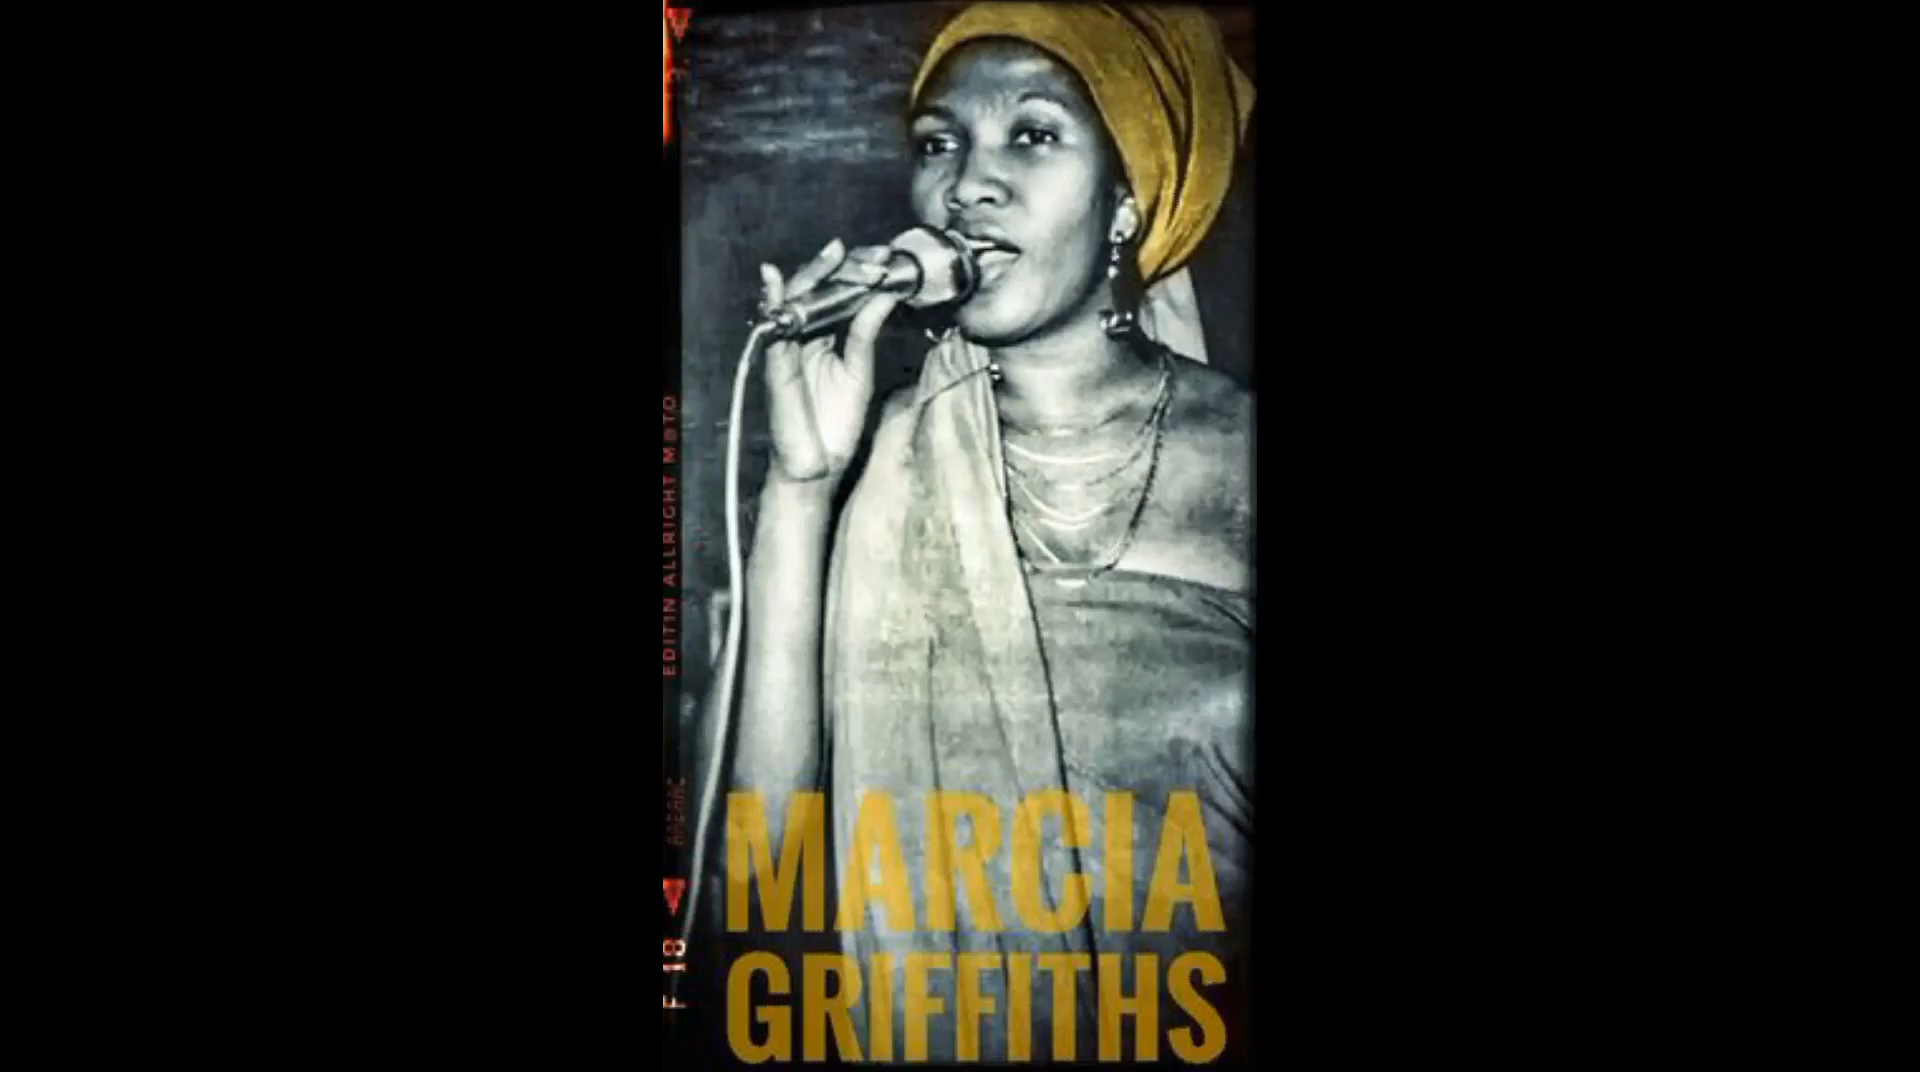 EDITIN ALLRIGHT MBTO
F 18
MARCIA
GRIFFITHS